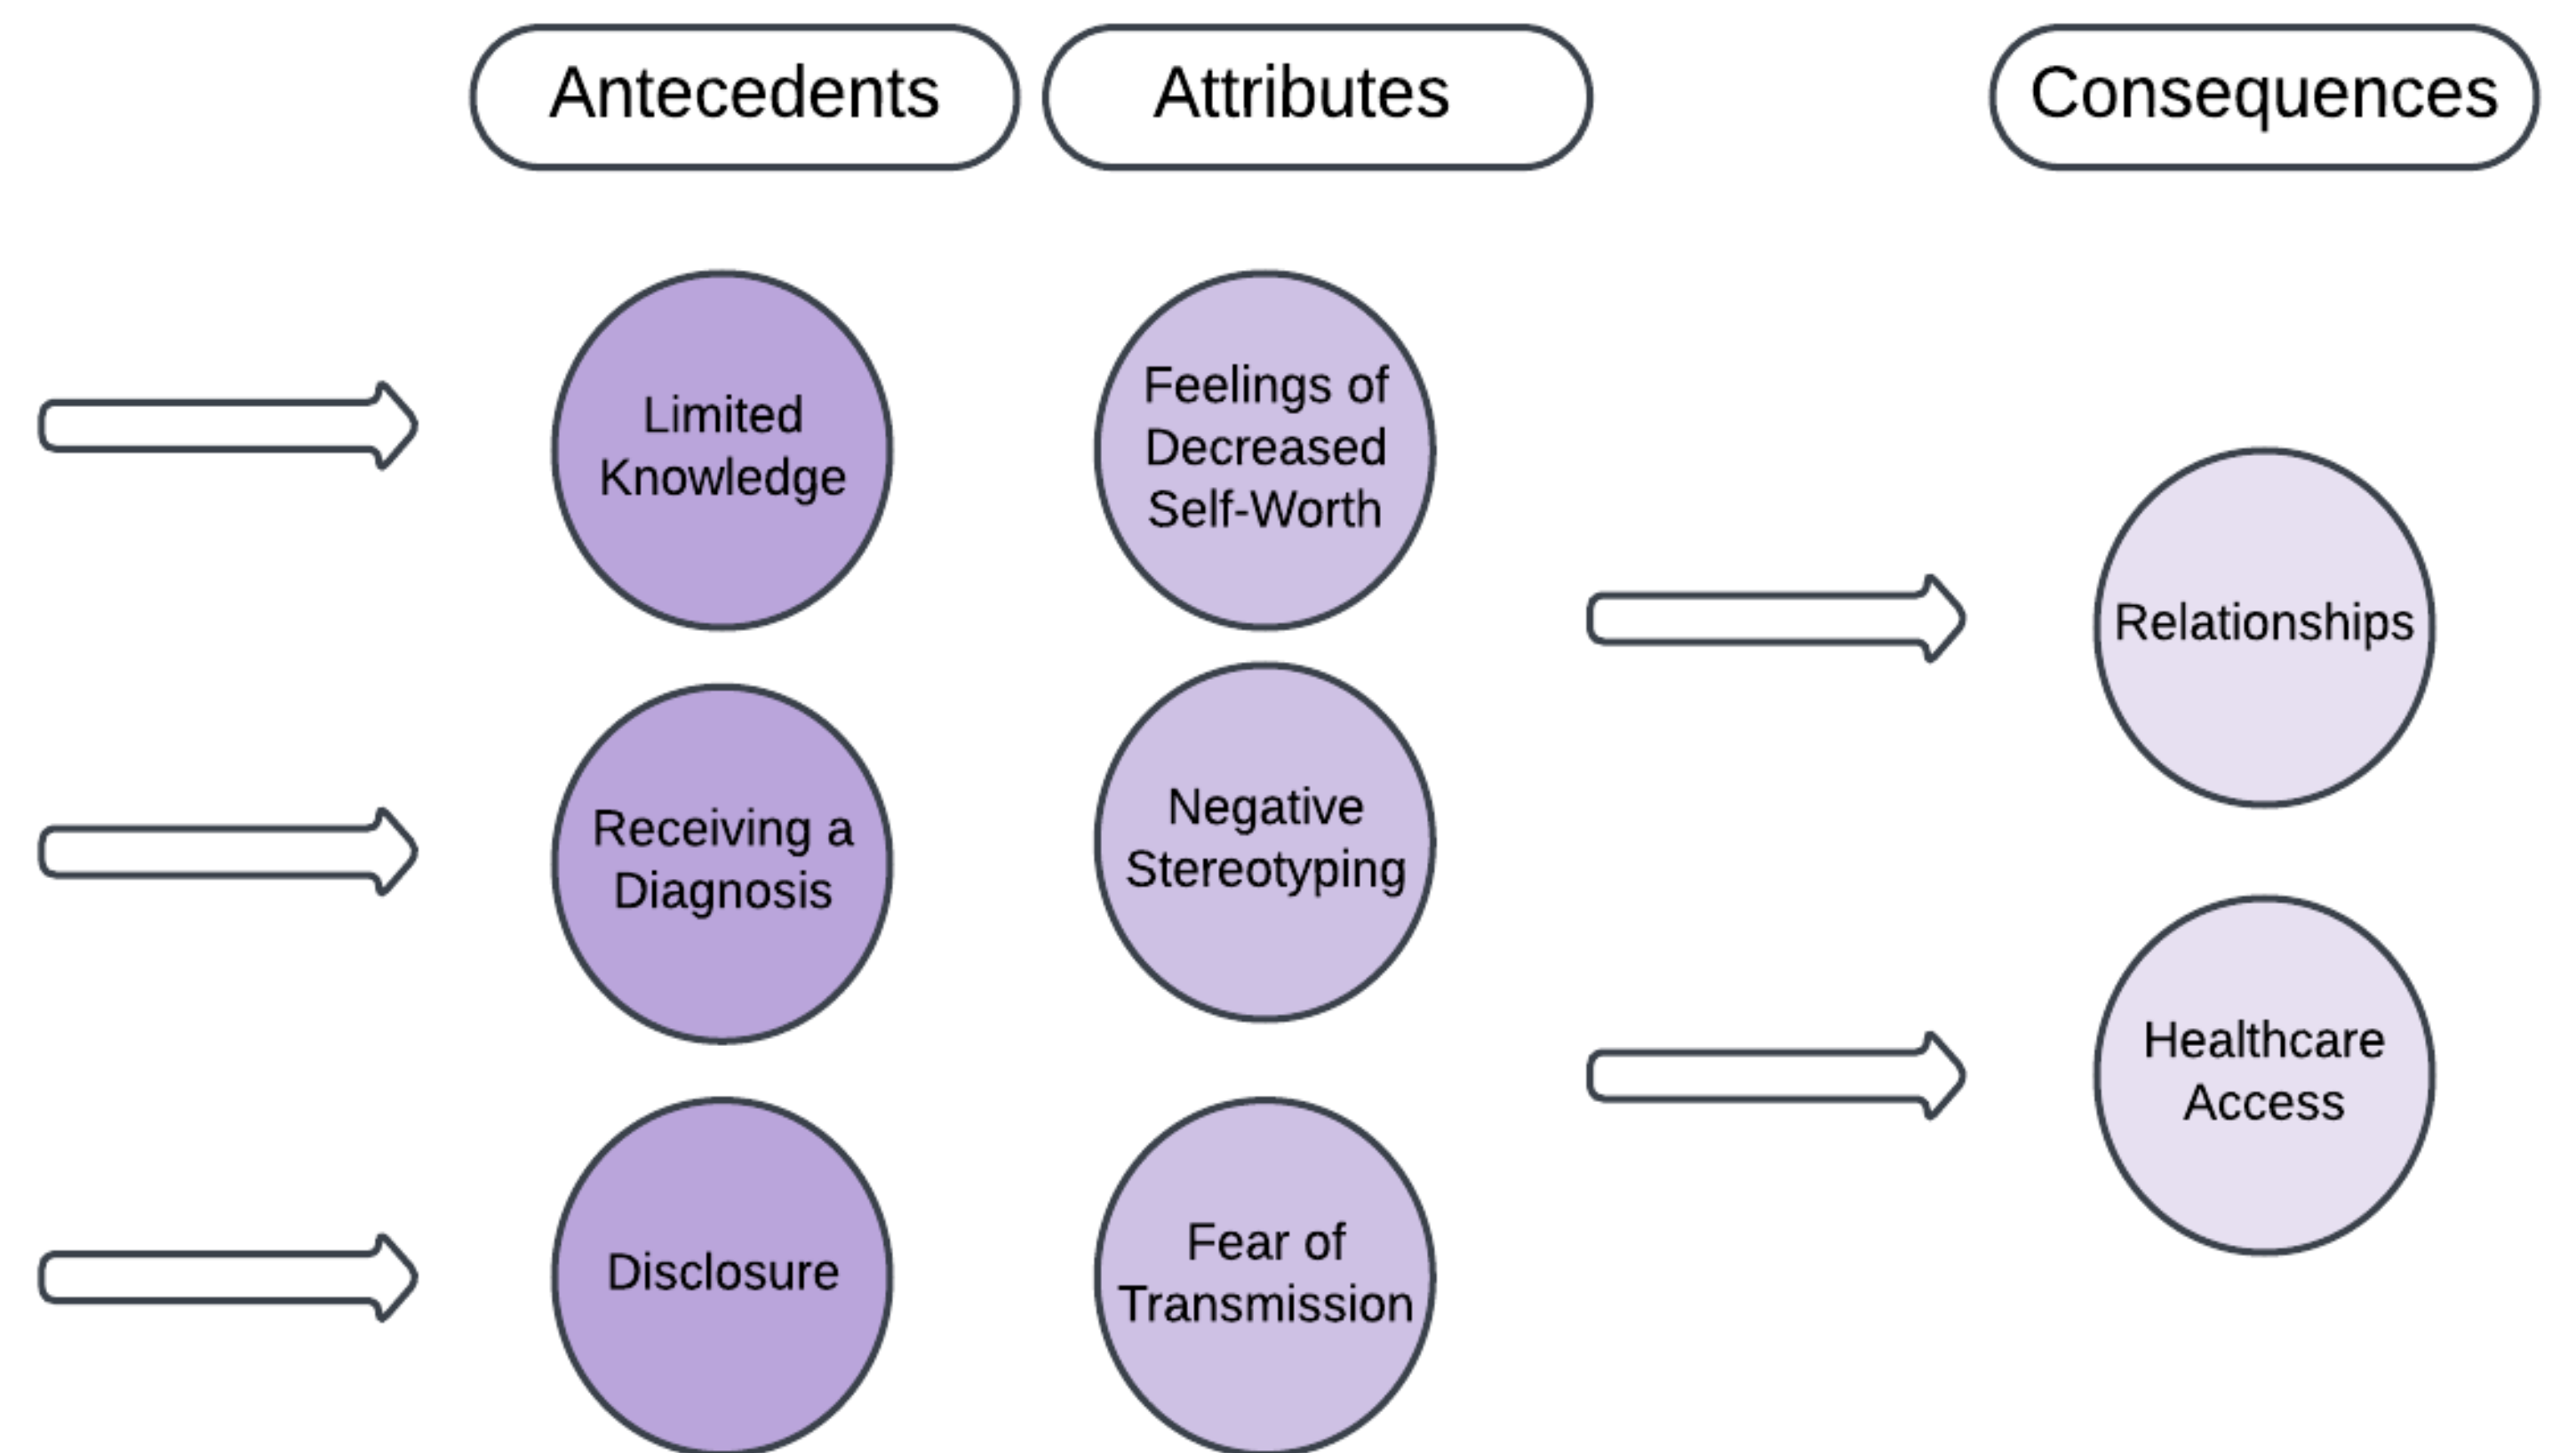 Antecedents
Attributes
Consequences
Limited
Knowledge
Feelings of
Decreased
Self-Worth
Relationships
Receiving a
Diagnosis
Negative
Stereotyping
Healthcare
Access
Disclosure
Fear of
Transmission